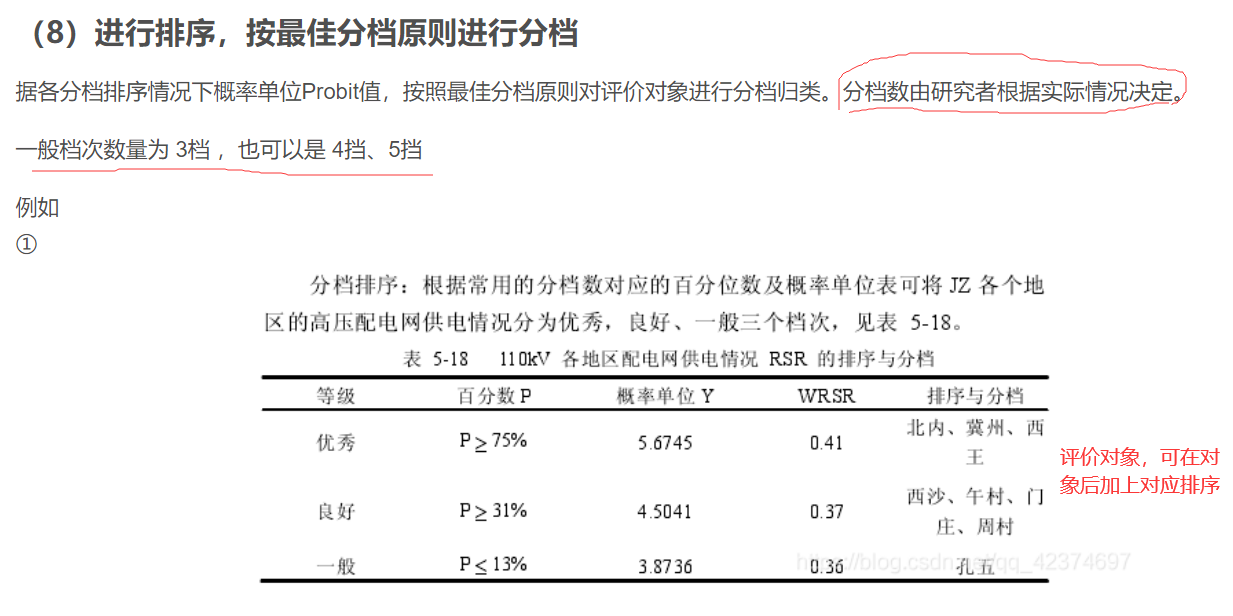 （8）进行排序，按最佳分档原则进行分档
据各分档排序情况下概率单位Probit值，按照最佳分档原则对评价对象进行分档归类。分档数由研究者根据实际情况决定。
一般档次数量为 3档 ，也可以是 4挡、5挡
例如
①
分档排序：根据常用的分档数对应的百分位数及概率单位表可将 JZ 各个地
区的高压配电网供电情况分为优秀，良好、一般三个档次，见表 5-18。
表 5-18 110kV 各地区配电网供电情况 RSR 的排序与分档
等级 百分数 P 概率单位 Y WRSR 排序与分档
优秀 P≥75% 5.6745 0.41 北内、冀州、西
王
良好 P≥31% 4.5041 0.37 西沙、午村、门
庄、周村
一般 P≤13% 3.8736 0.36 孔五
评价对象，可在对
象后加上对应排序
https://blog.csdn.net/qq_42374697